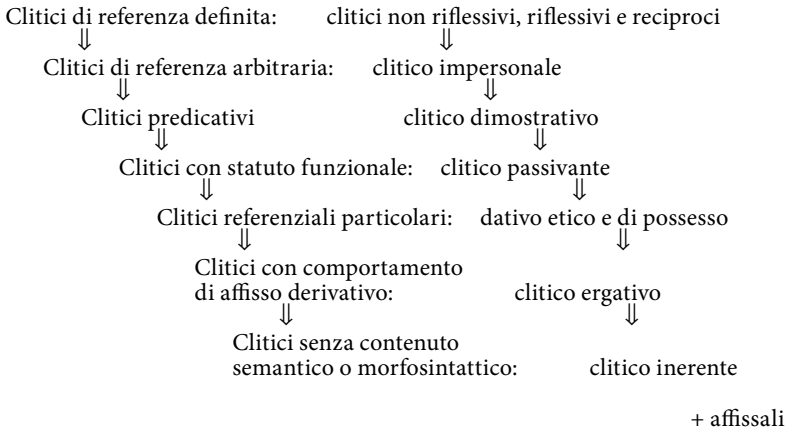 Clitici di referenza definita: clitici non riflessivi, riflessivi e reciproci
⇓ ⇓
Clitici di referenza arbitraria: clitico impersonale
⇓ ⇓
Clitici predicativi clitico dimostrativo
⇓ ⇓
Clitici con statuto funzionale: clitico passivante
⇓ ⇓
Clitici referenziali particolari: dativo etico e di possesso
⇓ ⇓
Clitici con comportamento
di affisso derivativo: clitico ergativo
⇓ ⇓
Clitici senza contenuto
semantico o morfosintattico: clitico inerente
+ affissali